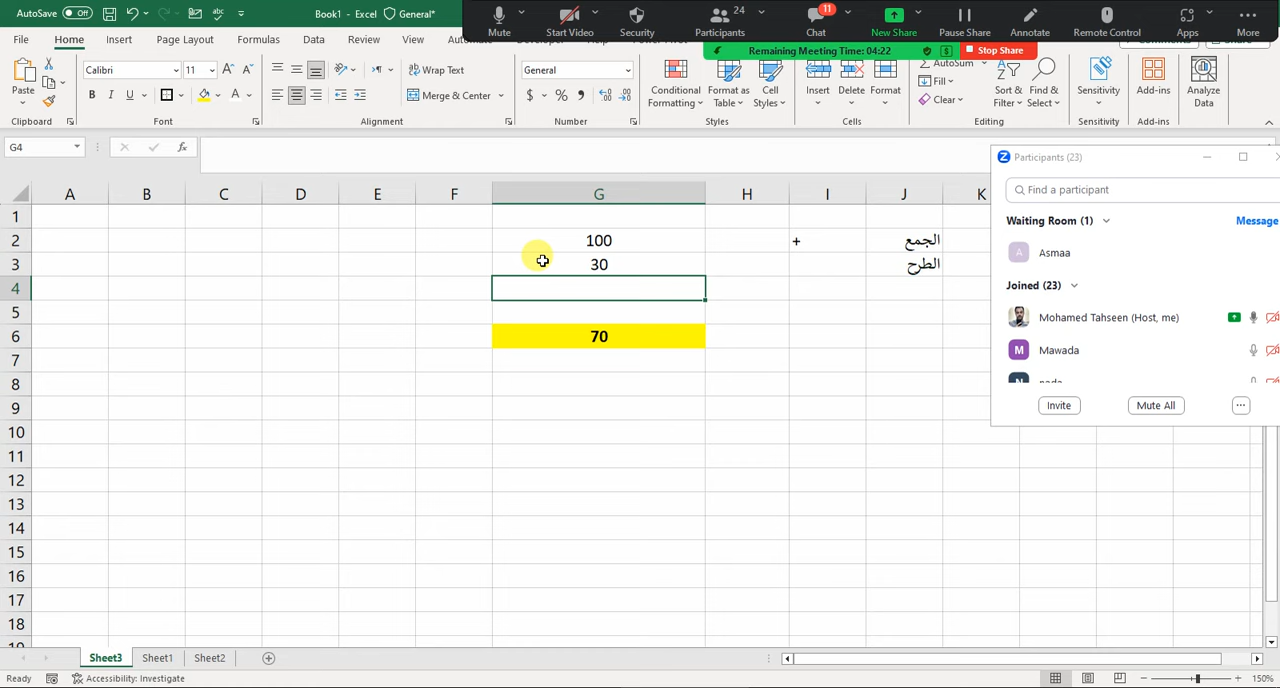 AutoSave Off Book1 - Excel General*
Mute Start Video Security Participants 24 Chat 11 New Share Pause Share Annotate Remote Control Apps More
Remaining Meeting Time: 04:22 Stop Share
File Home Insert Page Layout Formulas Data Review View
Calibri 11 Wrap Text General AutoSum
Paste B I U Merge & Center $ % Conditional Formatting Format as Table Cell Styles Insert Delete Format Fill Clear Sort & Filter Find & Select Sensitivity Add-ins Analyze Data
Clipboard Font Alignment Number Styles Cells Editing Sensitivity Add-ins
G4 fx
Participants (23)
Find a participant
Waiting Room (1) Message
Asmaa
Joined (23)
Mohamed Tahseen (Host, me)
M Mawada
Invite Mute All ...
A B C D E F G H I J K
1
2 100 + الجمع
3 30 الطرح
4
5
6 70
7
8
9
10
11
12
13
14
15
16
17
18
Sheet3 Sheet1 Sheet2
Ready Accessibility: Investigate 150%